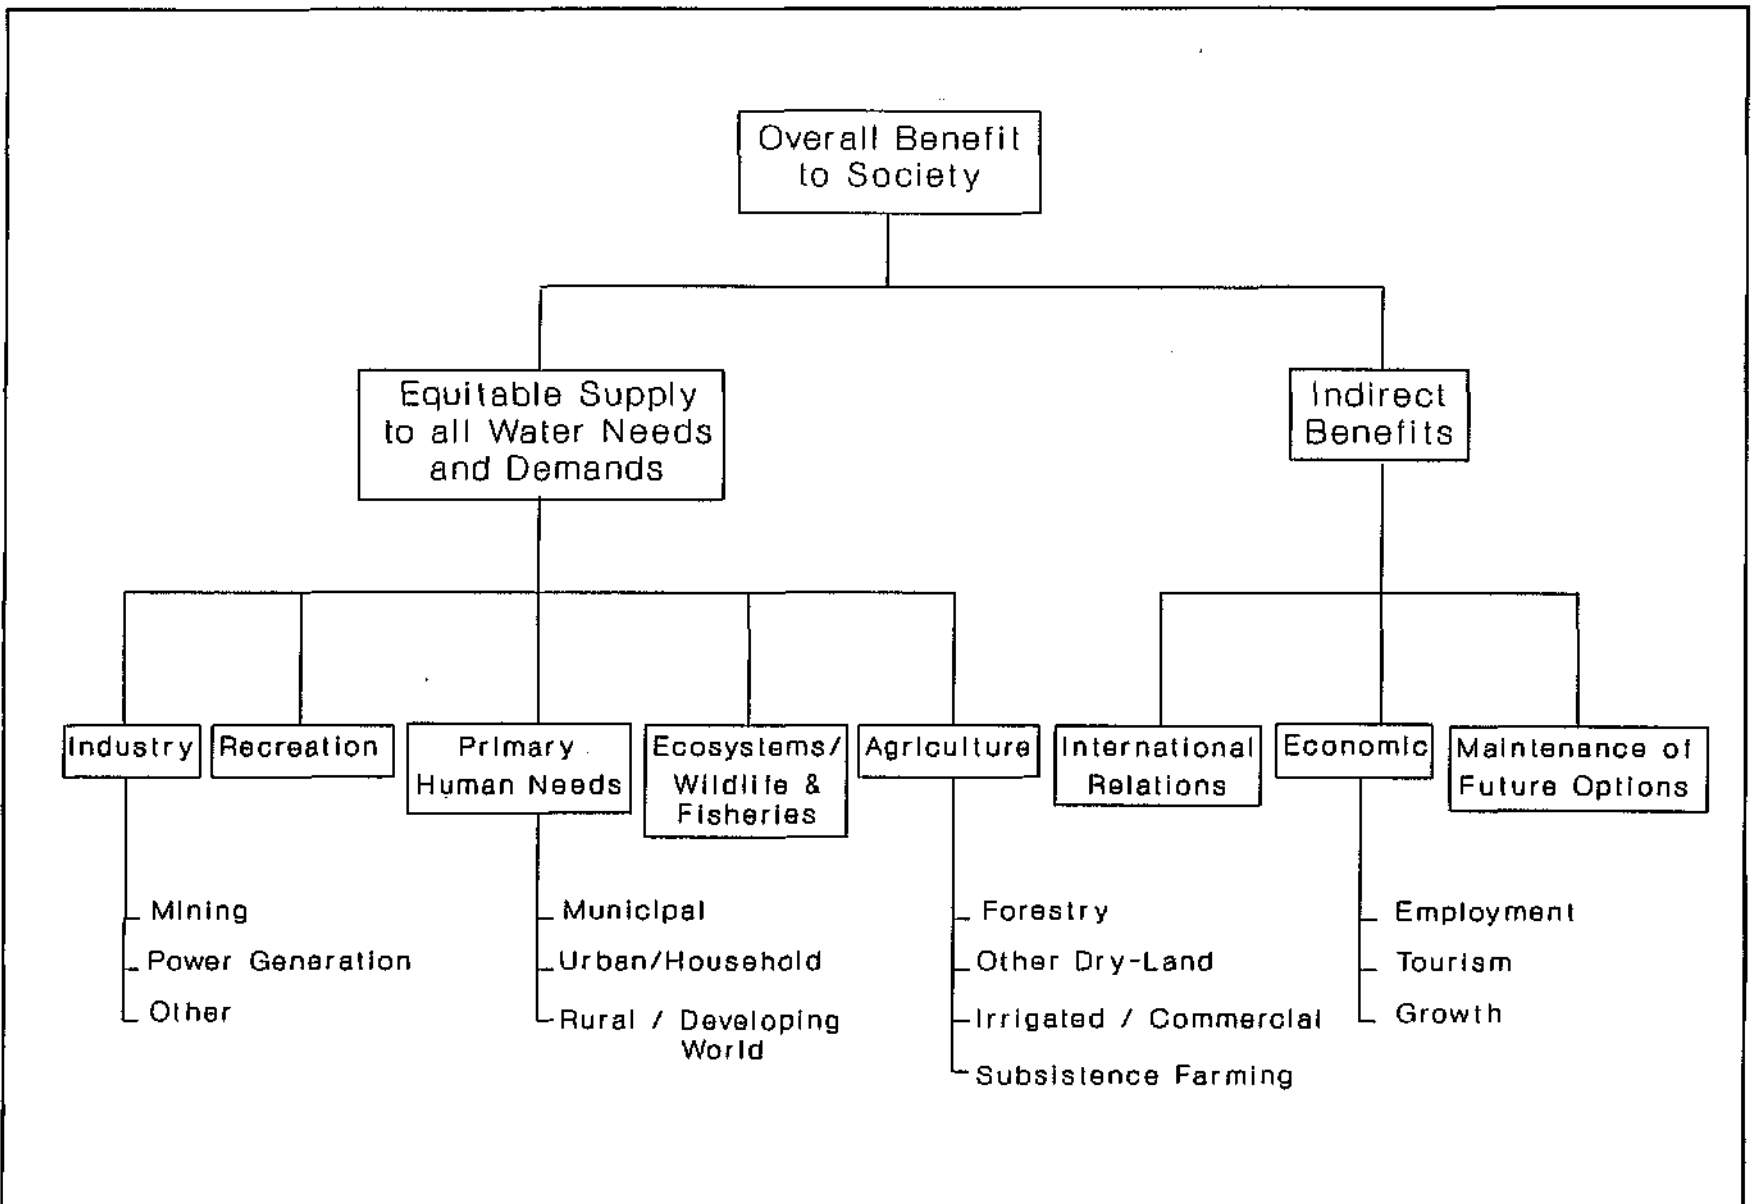 Overall Benefit
to Society
Equitable Supply
to all Water Needs
and Demands
Indirect
Benefits
Industry
Recreation
Primary
Human Needs
Ecosystems/
Wildlife &
Fisheries
Agriculture
International
Relations
Economic
Maintenance of
Future Options
Mining
Power Generation
Other
Municipal
Urban/Household
Rural / Developing
World
Forestry
Other Dry-Land
Irrigated / Commercial
Subsistence Farming
Employment
Tourism
Growth